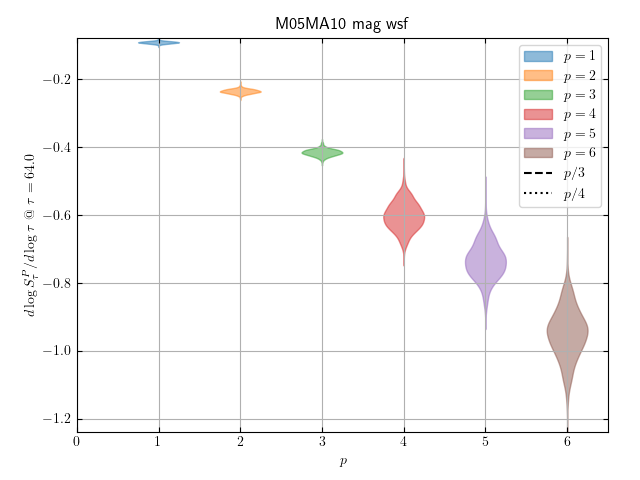 M05MA10 mag wsf
d log S_τ^P / d log τ @ τ = 64.0
−0.2
−0.4
−0.6
−0.8
−1.0
−1.2
0 1 2 3 4 5 6
p
p = 1
p = 2
p = 3
p = 4
p = 5
p = 6
p/3
p/4